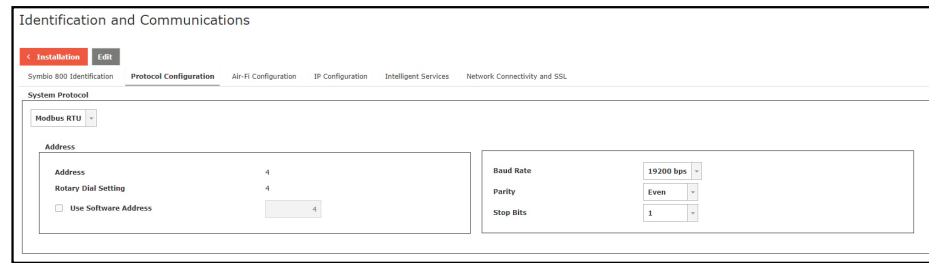 Identification and Communications
< Installation Edit
Symbio 800 Identification Protocol Configuration Air-Fi Configuration IP Configuration Intelligent Services Network Connectivity and SSL
System Protocol
Modbus RTU
Address
Address 4
Rotary Dial Setting 4
Use Software Address 4
Baud Rate 19200 bps
Parity Even
Stop Bits 1